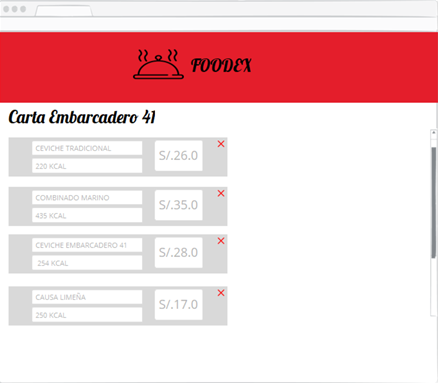 FOODEX
Carta Embarcadero 41
CEVICHE TRADICIONAL
220 KCAL
S/.26.0
COMBINADO MARINO
435 KCAL
S/.35.0
CEVICHE EMBARCADERO 41
254 KCAL
S/.28.0
CAUSA LIMEÑA
250 KCAL
S/.17.0